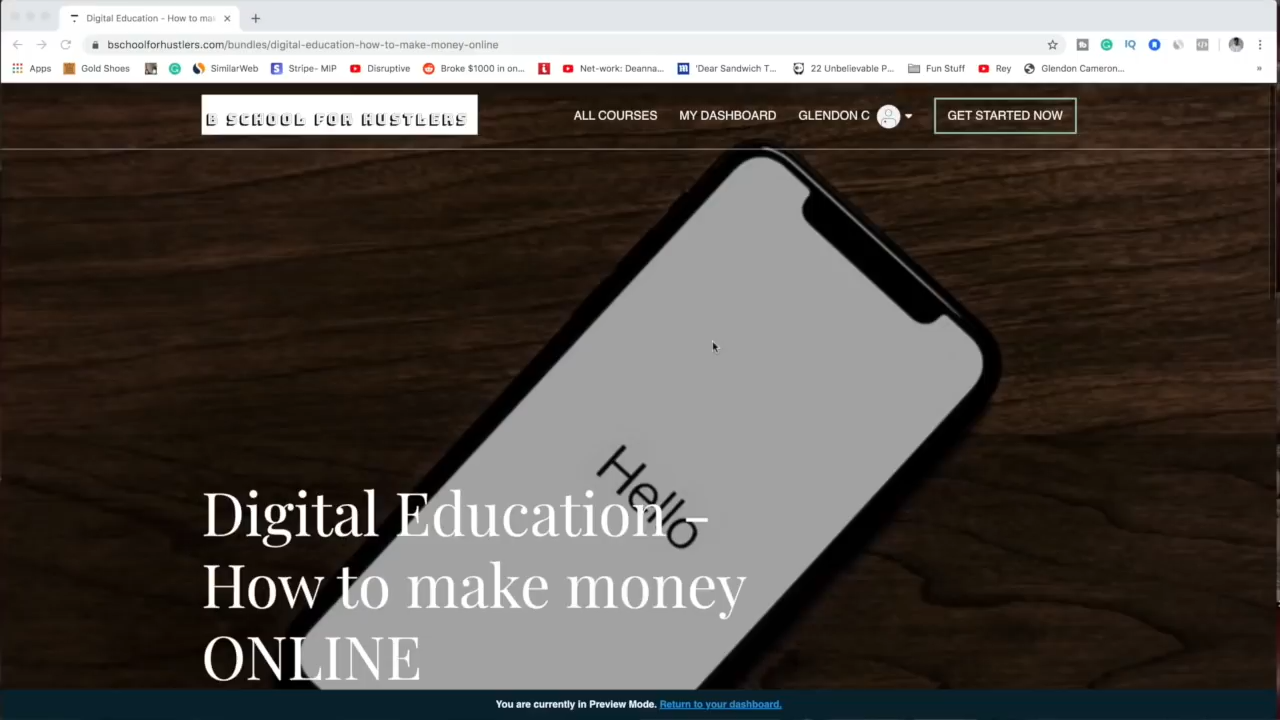 Digital Education - How to mal
bschoolforhustlers.com/bundles/digital-education-how-to-make-money-online
Apps Gold Shoes SimilarWeb Stripe- MIP Disruptive Broke $1000 in on... Net-work: Deanna... 'Dear Sandwich T... 22 Unbelievable P... Fun Stuff Rey Glendon Cameron... »
B SCHOOL FOR HUSTLERS
ALL COURSES MY DASHBOARD GLENDON C GET STARTED NOW
Hello
Digital Education -
How to make money
ONLINE
You are currently in Preview Mode. Return to your dashboard.